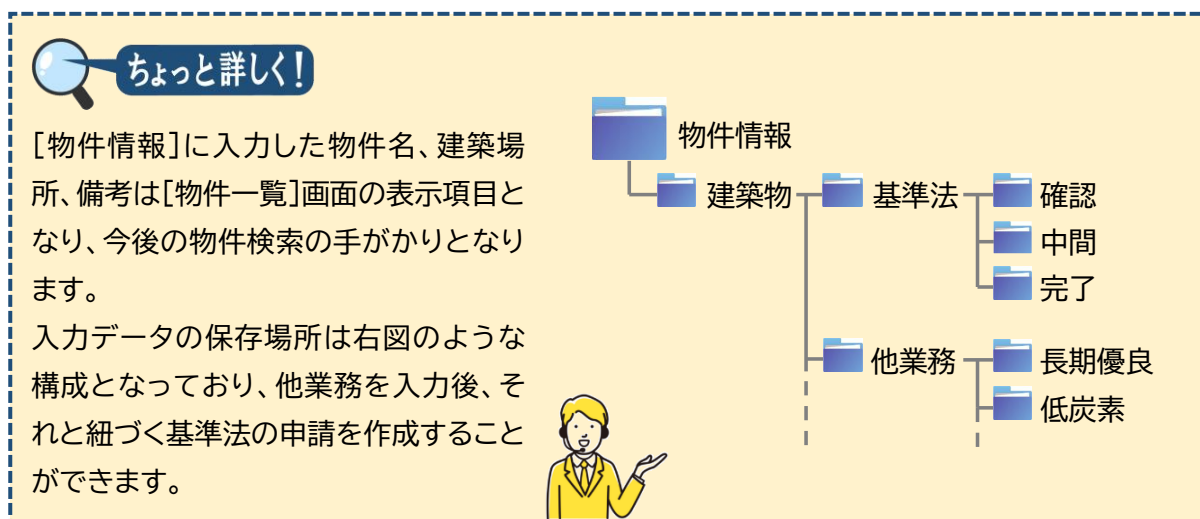 ちょっと詳しく!
[物件情報]に入力した物件名、建築場
所、備考は[物件一覧]画面の表示項目と
なり、今後の物件検索の手がかりとなり
ます。
入力データの保存場所は右図のような
構成となっており、他業務を入力後、そ
れと紐づく基準法の申請を作成すること
ができます。
物件情報
建築物 基準法 確認
中間
完了
他業務 長期優良
低炭素